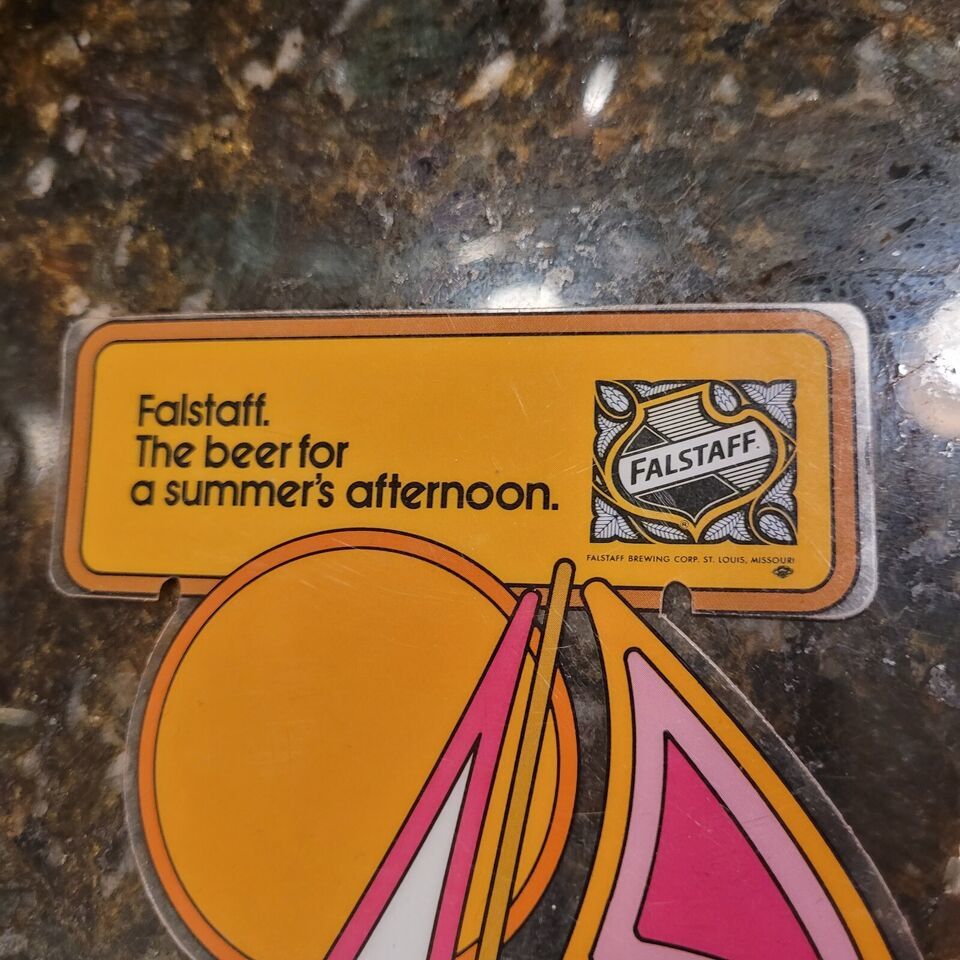 Falstaff.
The beer for
a summer's afternoon.
FALSTAFF
®
FALSTAFF BREWING CORP. ST. LOUIS, MISSOURI